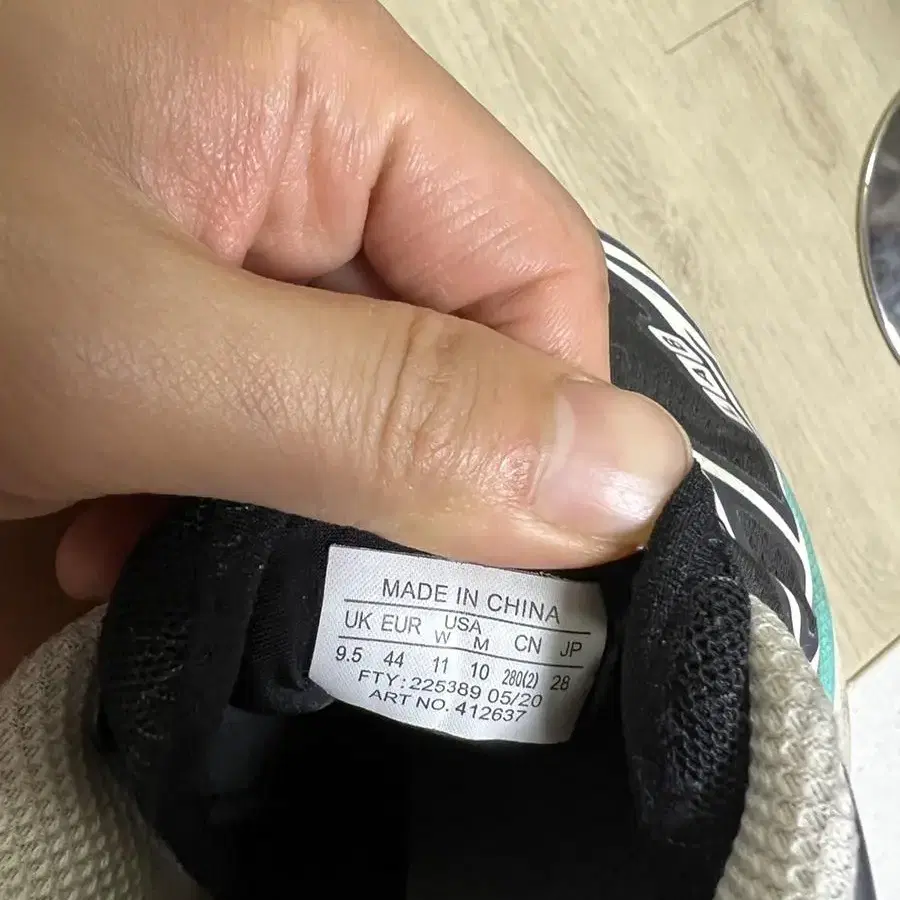 MADE IN CHINA
UK EUR USA CN JP
W M
9.5 44 11 10 280(2) 28
FTY: 225389 05/20
ART NO. 412637